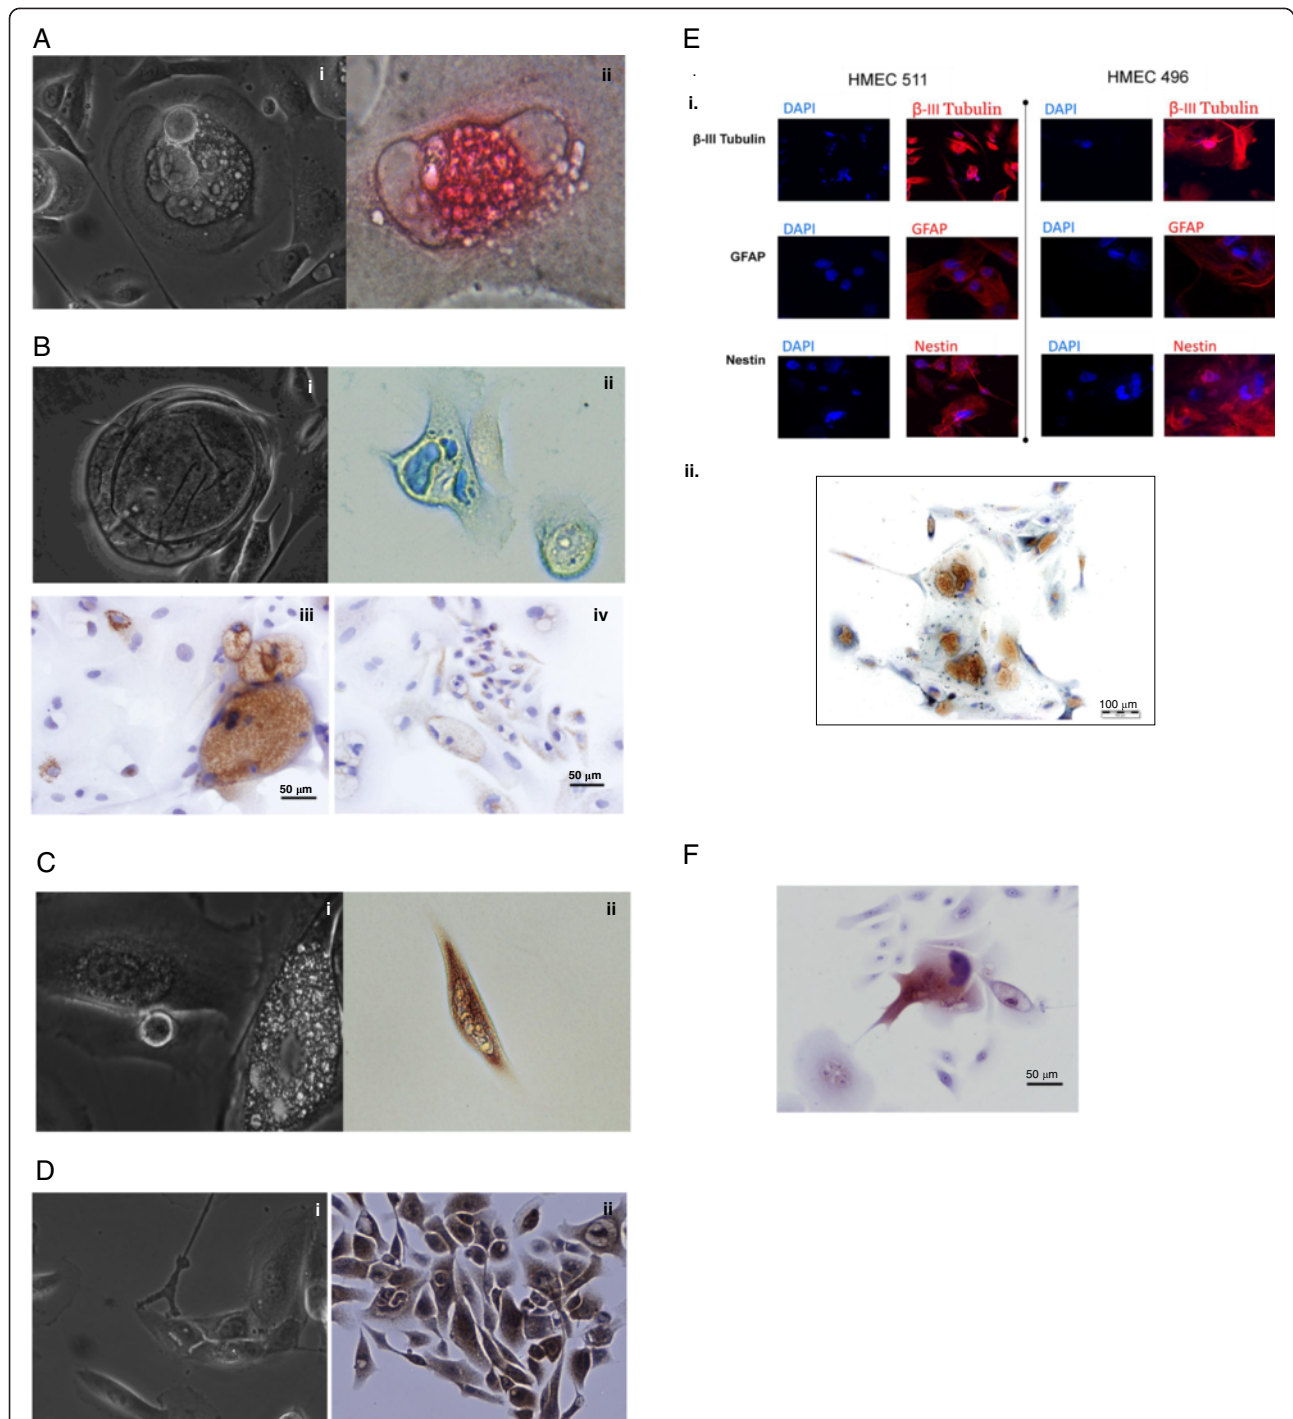 A
i
ii
B
i
ii
iii
50 μm
iv
50 μm
C
i
ii
D
i
ii
E
i.
HMEC 511
HMEC 496
DAPI
β-III Tubulin
DAPI
β-III Tubulin
β-III Tubulin
DAPI
GFAP
DAPI
GFAP
GFAP
DAPI
Nestin
DAPI
Nestin
Nestin
ii.
100 μm
F
50 μm